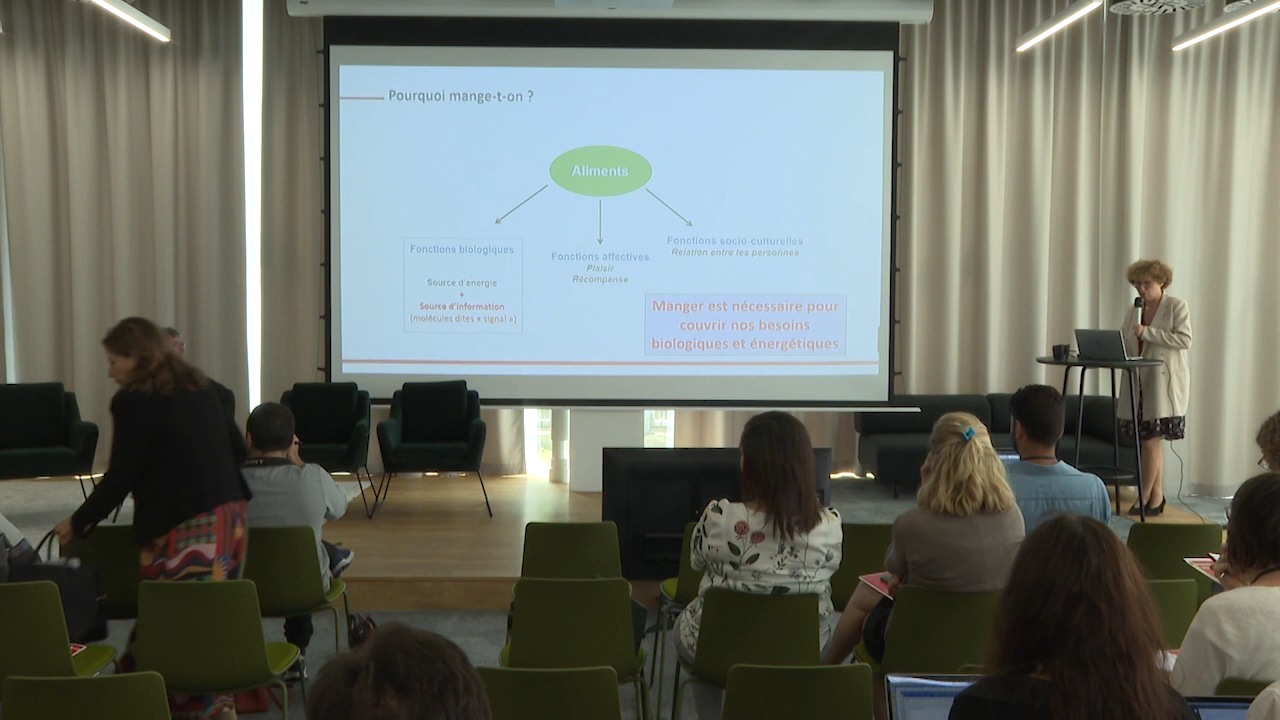 Pourquoi mange-t-on ?
Aliments
Fonctions biologiques
Source d'énergie
+
Source d'information
(molécules dites « signal »)
Fonctions affectives
Plaisir
Récompense
Fonctions socio-culturelles
Relation entre les personnes
Manger est nécessaire pour
couvrir nos besoins
biologiques et énergétiques